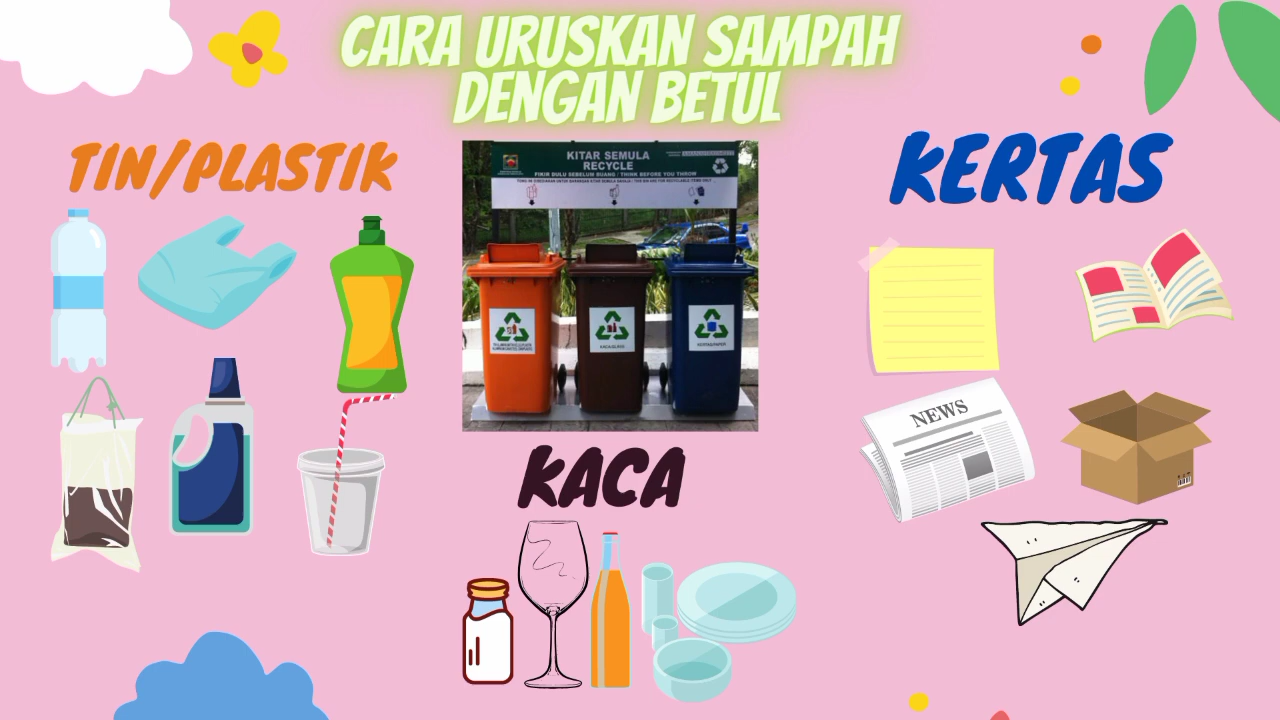 CARA URUSKAN SAMPAH
DENGAN BETUL
TIN/PLASTIK
KERTAS
KITAR SEMULA
RECYCLE
FIKIR DULU SEBELUM BUANG / THINK BEFORE YOU THROW
KACA
NEWS